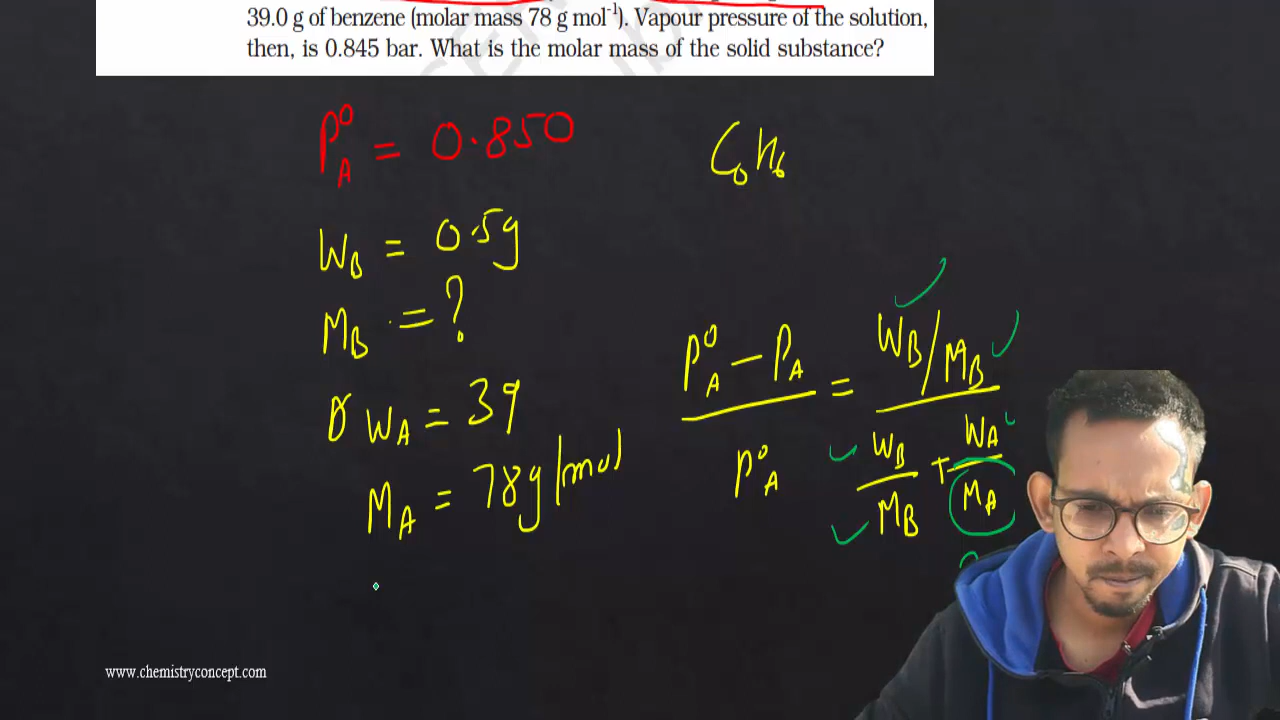 39.0 g of benzene (molar mass 78 g mol⁻¹). Vapour pressure of the solution,
then, is 0.845 bar. What is the molar mass of the solid substance?
P°A = 0.850
C6H6
WB = 0.5g
MB = ?
WA = 39
MA = 78g/mol
P°A − PA / P°A = WB/MB / WB/MB + WA/MA
www.chemistryconcept.com